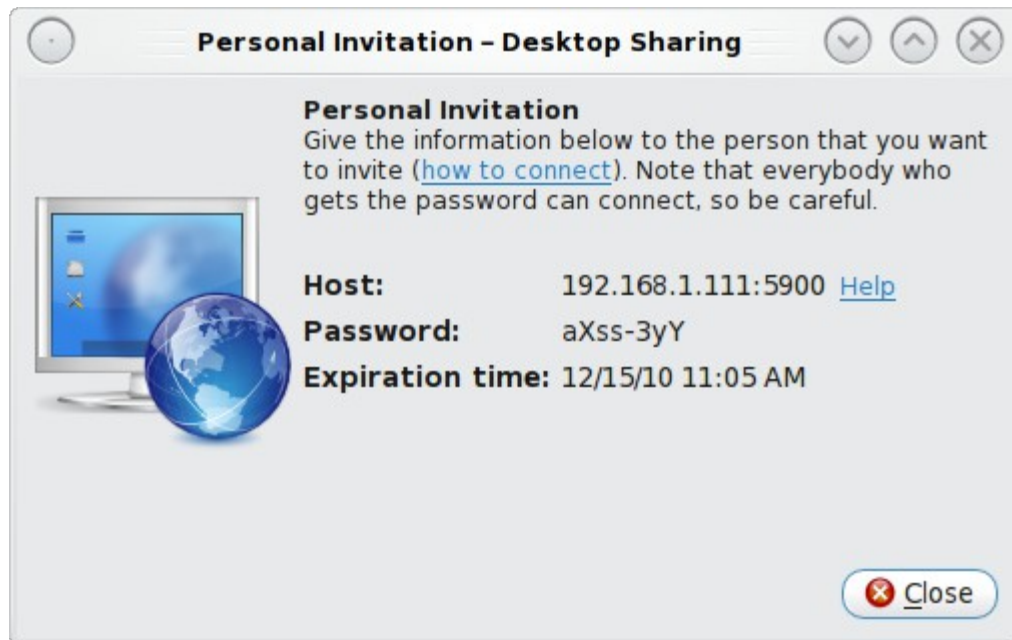 Personal Invitation – Desktop Sharing
Personal Invitation
Give the information below to the person that you want
to invite (how to connect). Note that everybody who
gets the password can connect, so be careful.
Host: 192.168.1.111:5900 Help
Password: aXss-3yY
Expiration time: 12/15/10 11:05 AM
Close